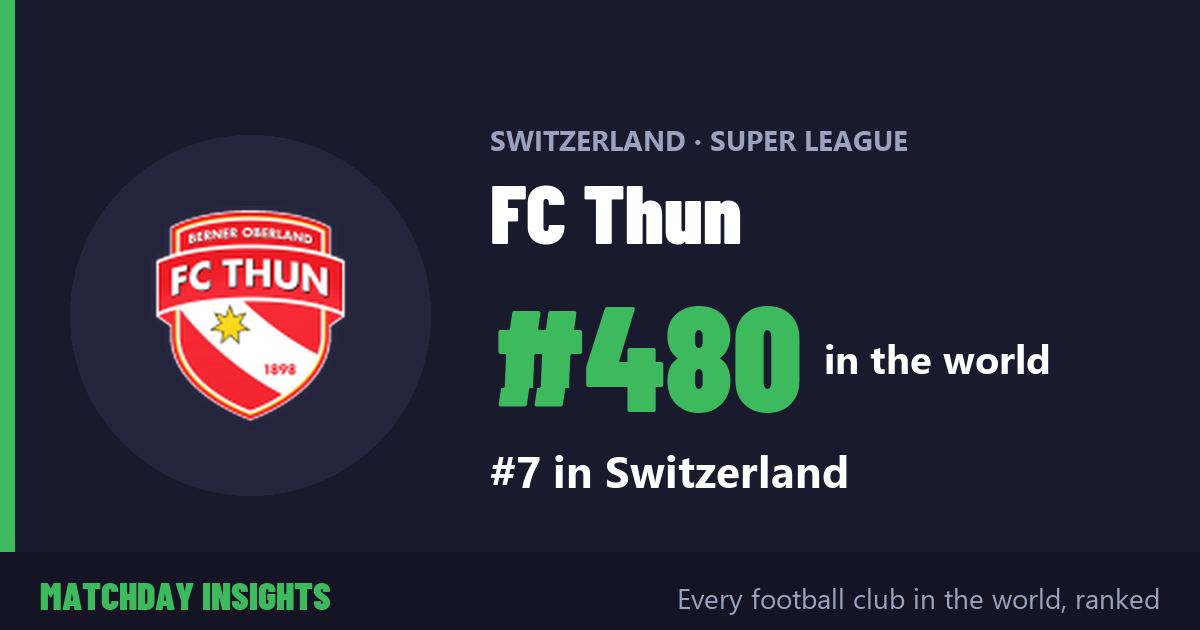 SWITZERLAND · SUPER LEAGUE
FC Thun
BERNER OBERLAND
FC THUN
1898
#480 in the world
#7 in Switzerland
MATCHDAY INSIGHTS
Every football club in the world, ranked